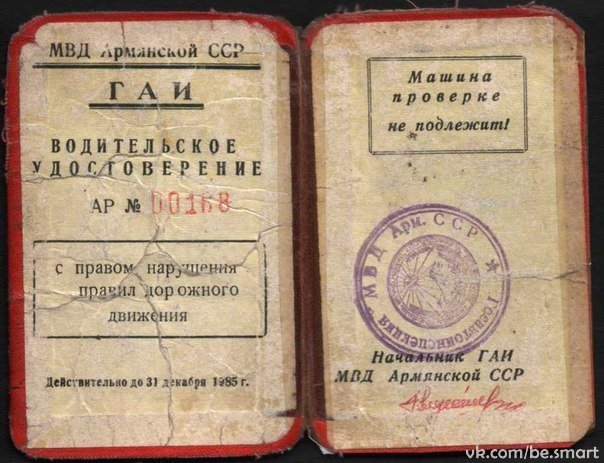 МВД Армянской ССР
ГАИ
ВОДИТЕЛЬСКОЕ
УДОСТОВЕРЕНИЕ
АР № 00168
с правом нарушения
правил дорожного
движения
Действительно до 31 декабря 1985 г.
Машина
проверке
не подлежит!
МВД Арм. ССР
Госавтоинспекция
Начальник ГАИ
МВД Армянской ССР
vk.com/be.smart